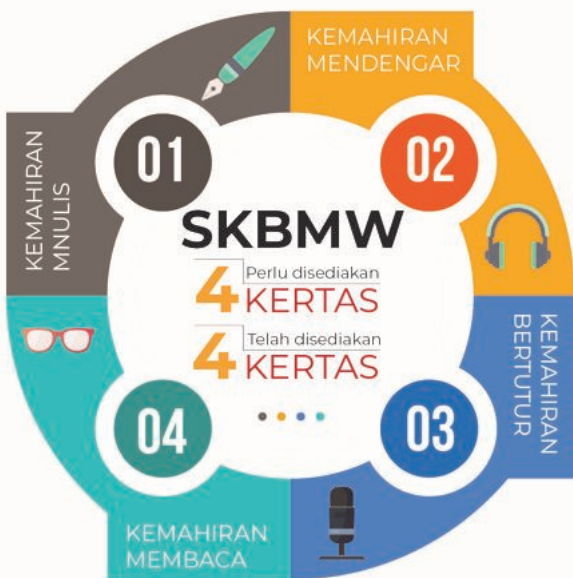 KEMAHIRAN
MNULIS
01
KEMAHIRAN
MENDENGAR
02
SKBMW
4 Perlu disediakan
KERTAS
4 Telah disediakan
KERTAS
KEMAHIRAN
BERTUTUR
03
04
KEMAHIRAN
MEMBACA